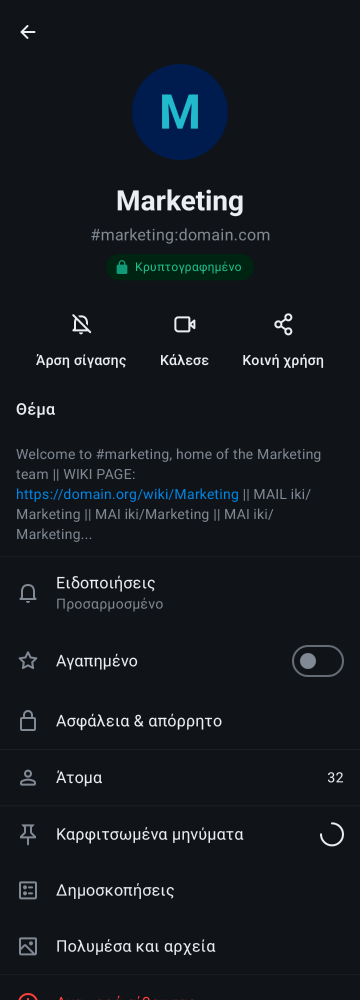 M
Marketing
#marketing:domain.com
Κρυπτογραφημένο
Άρση σίγασης
Κάλεσε
Κοινή χρήση
Θέμα
Welcome to #marketing, home of the Marketing
team || WIKI PAGE:
https://domain.org/wiki/Marketing || MAIL iki/
Marketing || MAI iki/Marketing || MAI iki/
Marketing...
Ειδοποιήσεις
Προσαρμοσμένο
Αγαπημένο
Ασφάλεια & απόρρητο
Άτομα 32
Καρφιτσωμένα μηνύματα
Δημοσκοπήσεις
Πολυμέσα και αρχεία